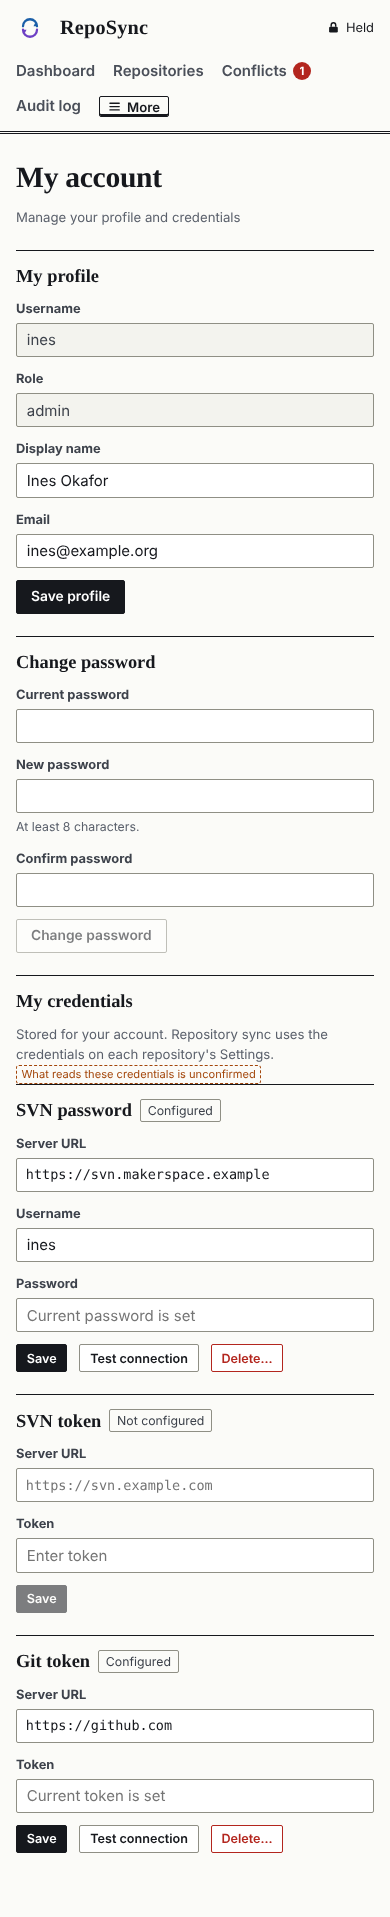 RepoSync
Held
Dashboard
Repositories
Conflicts 1
Audit log
More
My account
Manage your profile and credentials
My profile
Username
ines
Role
admin
Display name
Ines Okafor
Email
ines@example.org
Save profile
Change password
Current password
New password
At least 8 characters.
Confirm password
Change password
My credentials
Stored for your account. Repository sync uses the
credentials on each repository's Settings.
What reads these credentials is unconfirmed
SVN password Configured
Server URL
https://svn.makerspace.example
Username
ines
Password
Current password is set
Save
Test connection
Delete...
SVN token Not configured
Server URL
https://svn.example.com
Token
Enter token
Save
Git token Configured
Server URL
https://github.com
Token
Current token is set
Save
Test connection
Delete...